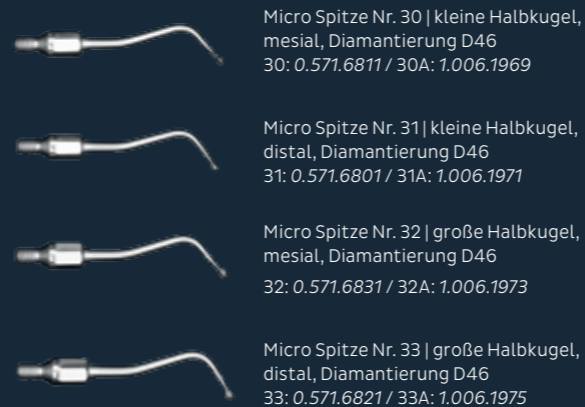 Micro Spitze Nr. 30 | kleine Halbkugel,
mesial, Diamantierung D46
30: 0.571.6811 / 30A: 1.006.1969
Micro Spitze Nr. 31 | kleine Halbkugel,
distal, Diamantierung D46
31: 0.571.6801 / 31A: 1.006.1971
Micro Spitze Nr. 32 | große Halbkugel,
mesial, Diamantierung D46
32: 0.571.6831 / 32A: 1.006.1973
Micro Spitze Nr. 33 | große Halbkugel,
distal, Diamantierung D46
33: 0.571.6821 / 33A: 1.006.1975